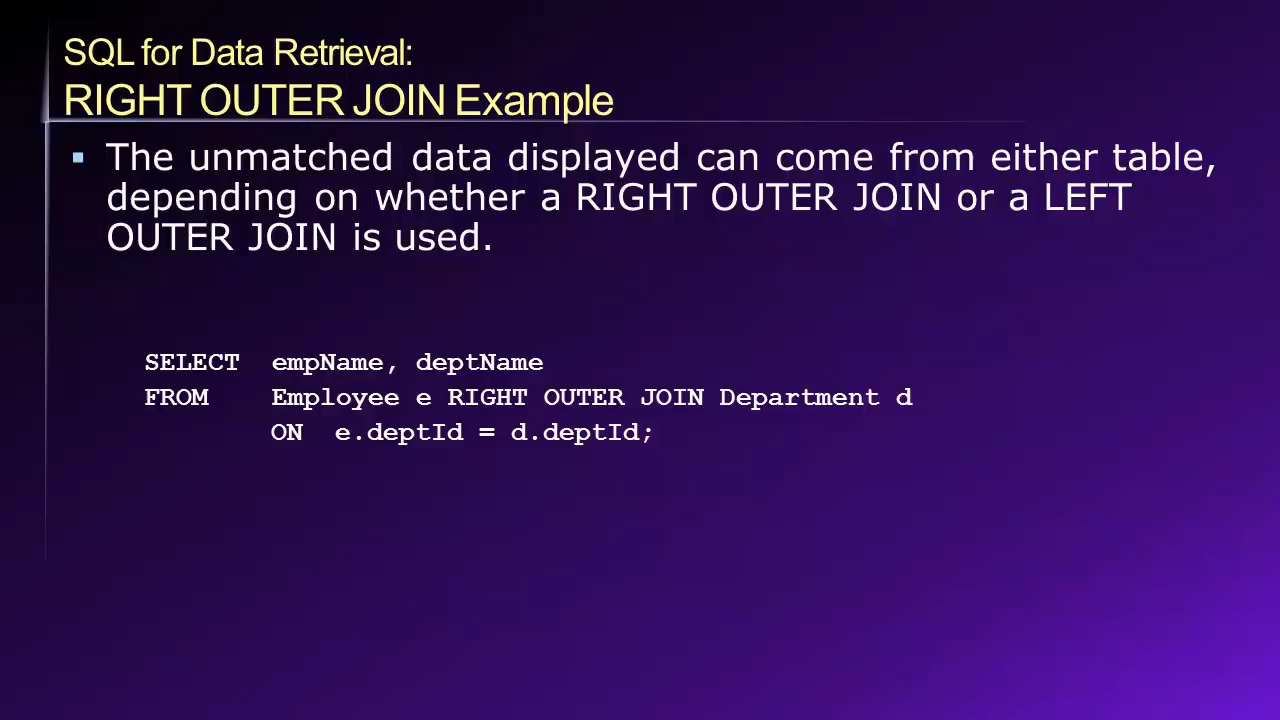 SQL for Data Retrieval:
RIGHT OUTER JOIN Example
▪ The unmatched data displayed can come from either table,
depending on whether a RIGHT OUTER JOIN or a LEFT
OUTER JOIN is used.
SELECT empName, deptName
FROM Employee e RIGHT OUTER JOIN Department d
ON e.deptId = d.deptId;